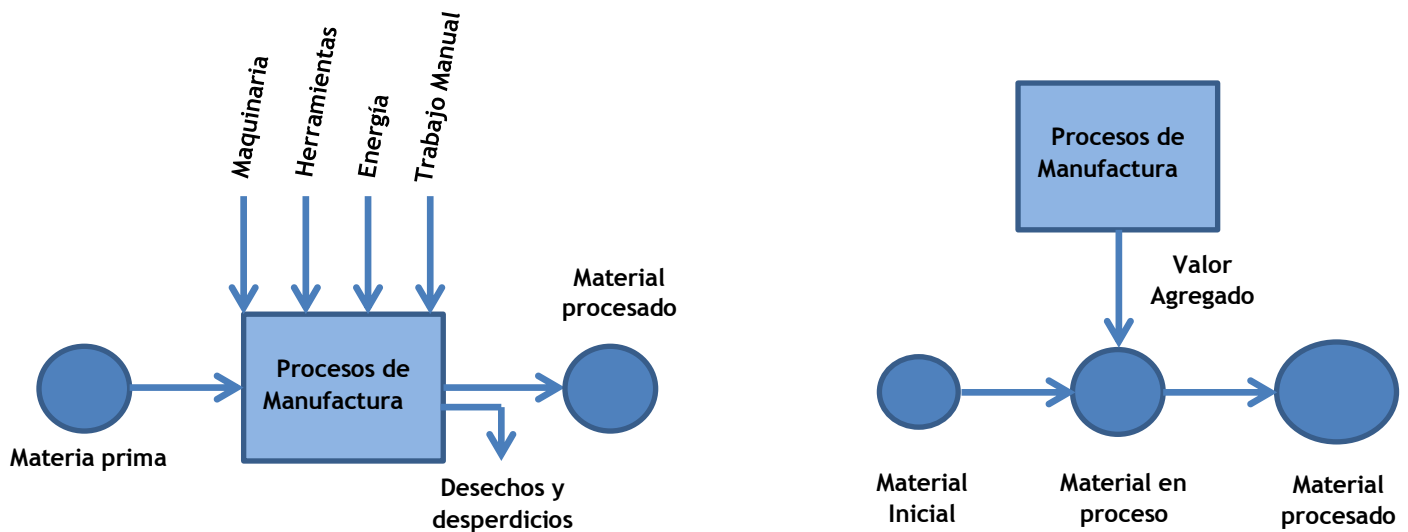 Maquinaria
Herramientas
Energía
Trabajo Manual
Material
procesado
Procesos de
Manufactura
Materia prima
Desechos y
desperdicios
Procesos de
Manufactura
Valor
Agregado
Material
Inicial
Material en
proceso
Material
procesado